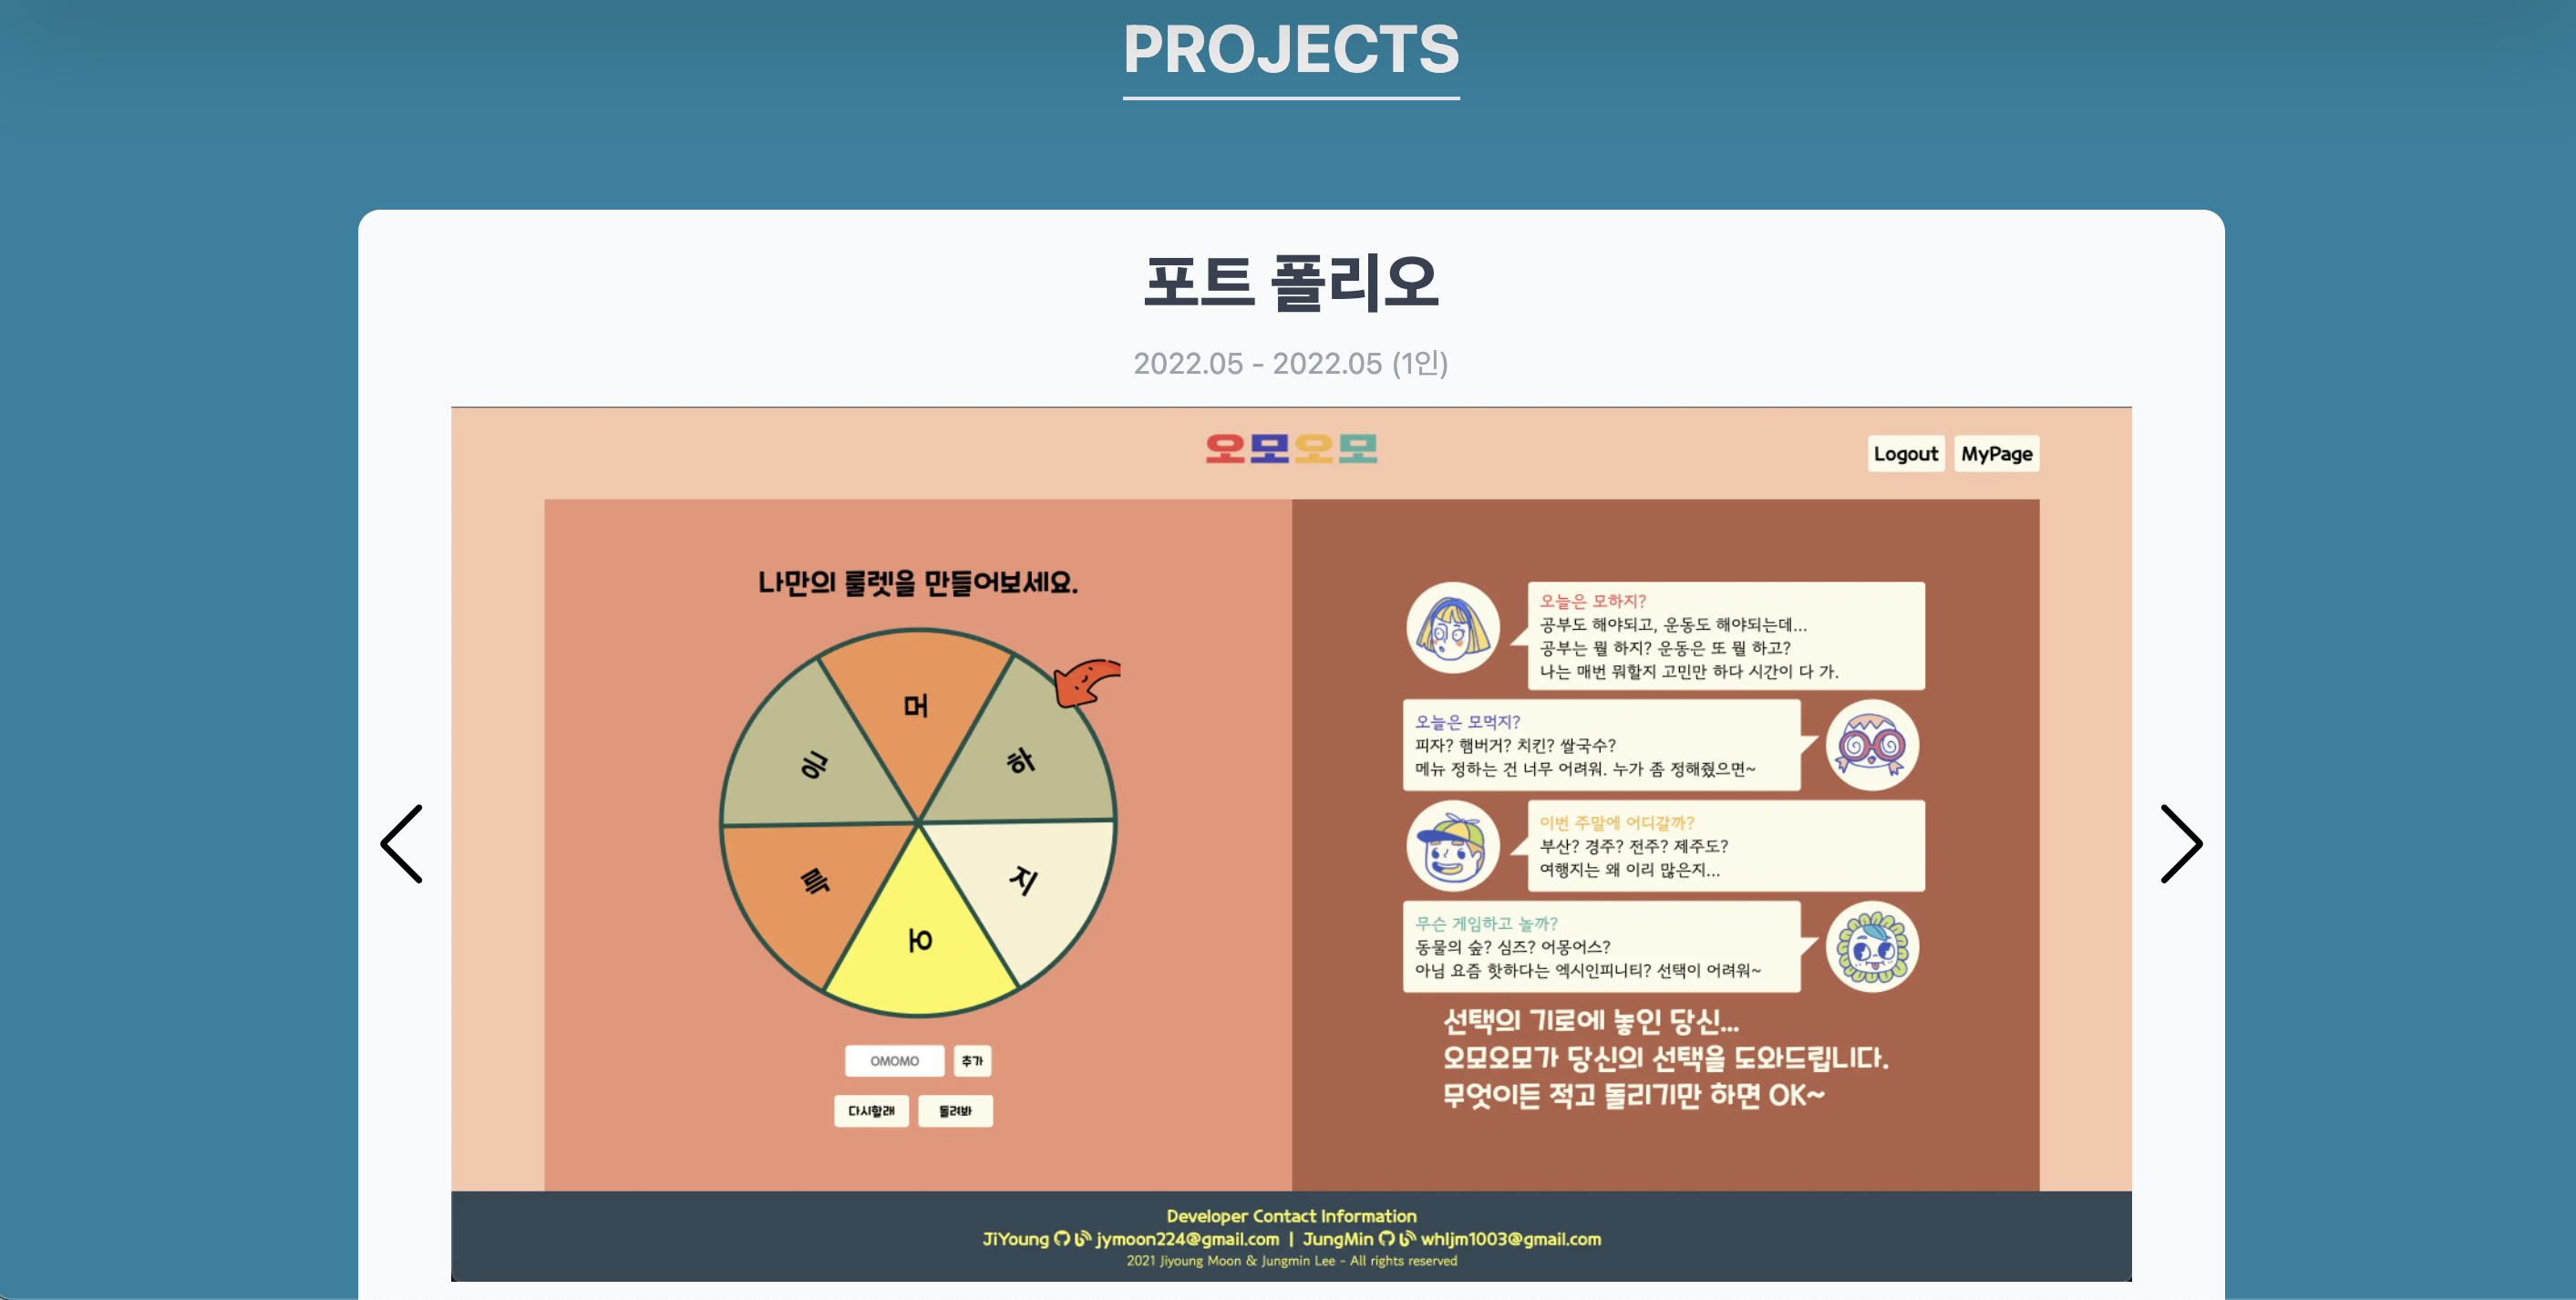 PROJECTS
포트 폴리오
2022.05 - 2022.05 (1인)
오모오모
Logout
MyPage
나만의 룰렛을 만들어보세요.
머
하
지
오
륵
은
OMOMO
추가
다시할래
돌려봐
오늘은 모하지?
공부도 해야되고, 운동도 해야되는데...
공부는 뭘 하지? 운동은 또 뭘 하고?
나는 매번 뭐할지 고민만 하다 시간이 다 가.
오늘은 모먹지?
피자? 햄버거? 치킨? 쌀국수?
메뉴 정하는 건 너무 어려워. 누가 좀 정해줬으면~
이번 주말에 어디갈까?
부산? 경주? 전주? 제주도?
여행지는 왜 이리 많은지...
무슨 게임하고 놀까?
동물의 숲? 심즈? 어몽어스?
아님 요즘 핫하다는 엑시인피니티? 선택이 어려워~
선택의 기로에 놓인 당신...
오모오모가 당신의 선택을 도와드립니다.
무엇이든 적고 돌리기만 하면 OK~
Developer Contact Information
JiYoung jymoon224@gmail.com | JungMin whljm1003@gmail.com
2021 Jiyoung Moon & Jungmin Lee - All rights reserved